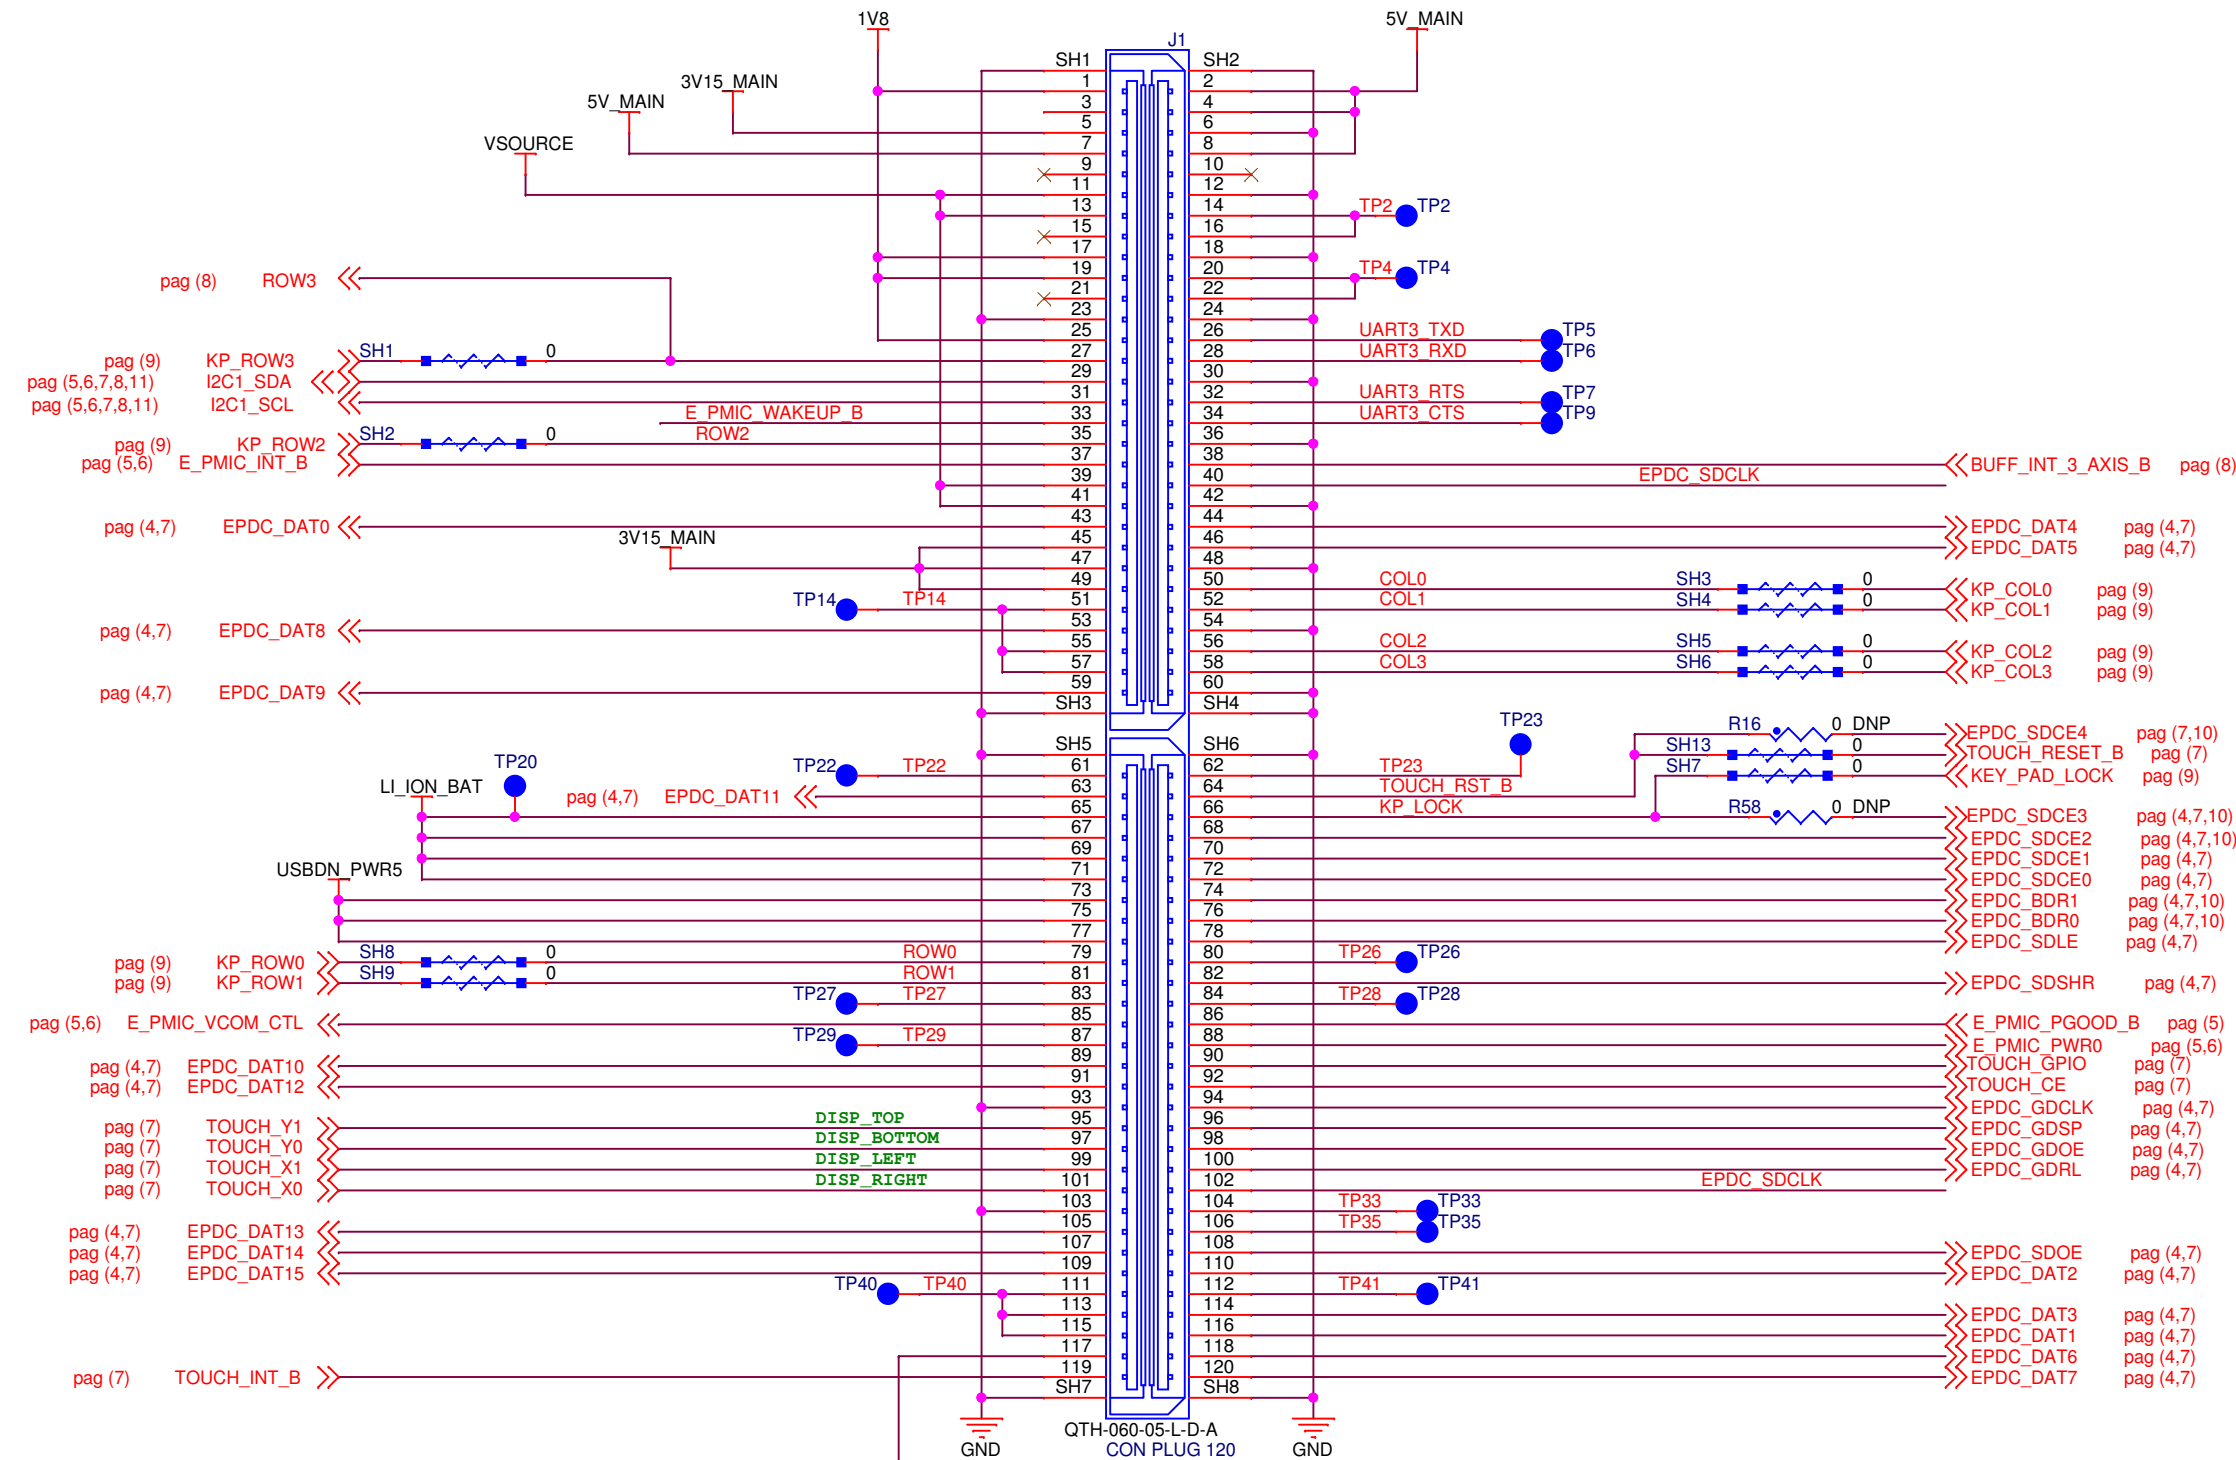 1V8 5V_MAIN
J1
3V15_MAIN SH1 SH2
5V_MAIN 1 2
3 4
5 6
VSOURCE 7 8
9 10
11 12
13 14 TP2 TP2
15 16
17 18
pag (8) ROW3 19 20 TP4 TP4
21 22
23 24
25 26 UART3_TXD TP5
pag (9) KP_ROW3 SH1 0 27 28 UART3_RXD TP6
pag (5,6,7,8,11) I2C1_SDA 29 30
pag (5,6,7,8,11) I2C1_SCL 31 32 UART3_RTS TP7
E_PMIC_WAKEUP_B 33 34 UART3_CTS TP9
pag (9) KP_ROW2 SH2 0 ROW2 35 36
pag (5,6) E_PMIC_INT_B 37 38 BUFF_INT_3_AXIS_B pag (8)
39 40 EPDC_SDCLK
41 42
pag (4,7) EPDC_DAT0 43 44 EPDC_DAT4 pag (4,7)
3V15_MAIN 45 46 EPDC_DAT5 pag (4,7)
47 48
49 50 COL0 SH3 0 KP_COL0 pag (9)
TP14 TP14 51 52 COL1 SH4 0 KP_COL1 pag (9)
pag (4,7) EPDC_DAT8 53 54
55 56 COL2 SH5 0 KP_COL2 pag (9)
57 58 COL3 SH6 0 KP_COL3 pag (9)
pag (4,7) EPDC_DAT9 59 60
SH3 SH4
TP23 R16 0 DNP EPDC_SDCE4 pag (7,10)
SH5 SH6 SH13 0 TOUCH_RESET_B pag (7)
TP20 TP22 TP22 61 62 TP23 SH7 0 KEY_PAD_LOCK pag (9)
LI_ION_BAT pag (4,7) EPDC_DAT11 63 64 TOUCH_RST_B
65 66 KP_LOCK R58 0 DNP EPDC_SDCE3 pag (4,7,10)
67 68 EPDC_SDCE2 pag (4,7,10)
69 70 EPDC_SDCE1 pag (4,7)
USBDN_PWR5 71 72 EPDC_SDCE0 pag (4,7)
73 74 EPDC_BDR1 pag (4,7,10)
75 76 EPDC_BDR0 pag (4,7,10)
77 78 EPDC_SDLE pag (4,7)
pag (9) KP_ROW0 SH8 0 ROW0 79 80 TP26 TP26
pag (9) KP_ROW1 SH9 0 ROW1 81 82 EPDC_SDSHR pag (4,7)
TP27 TP27 83 84 TP28 TP28
pag (5,6) E_PMIC_VCOM_CTL 85 86 E_PMIC_PGOOD_B pag (5)
TP29 TP29 87 88 E_PMIC_PWR0 pag (5,6)
pag (4,7) EPDC_DAT10 89 90 TOUCH_GPIO pag (7)
pag (4,7) EPDC_DAT12 91 92 TOUCH_CE pag (7)
93 94 EPDC_GDCLK pag (4,7)
pag (7) TOUCH_Y1 DISP_TOP 95 96 EPDC_GDSP pag (4,7)
pag (7) TOUCH_Y0 DISP_BOTTOM 97 98 EPDC_GDOE pag (4,7)
pag (7) TOUCH_X1 DISP_LEFT 99 100 EPDC_GDRL pag (4,7)
pag (7) TOUCH_X0 DISP_RIGHT 101 102 EPDC_SDCLK
103 104 TP33 TP33
pag (4,7) EPDC_DAT13 105 106 TP35 TP35
pag (4,7) EPDC_DAT14 107 108 EPDC_SDOE pag (4,7)
pag (4,7) EPDC_DAT15 109 110 EPDC_DAT2 pag (4,7)
TP40 TP40 111 112 TP41 TP41
113 114 EPDC_DAT3 pag (4,7)
115 116 EPDC_DAT1 pag (4,7)
117 118 EPDC_DAT6 pag (4,7)
pag (7) TOUCH_INT_B 119 120 EPDC_DAT7 pag (4,7)
SH7 SH8
QTH-060-05-L-D-A
GND CON PLUG 120 GND